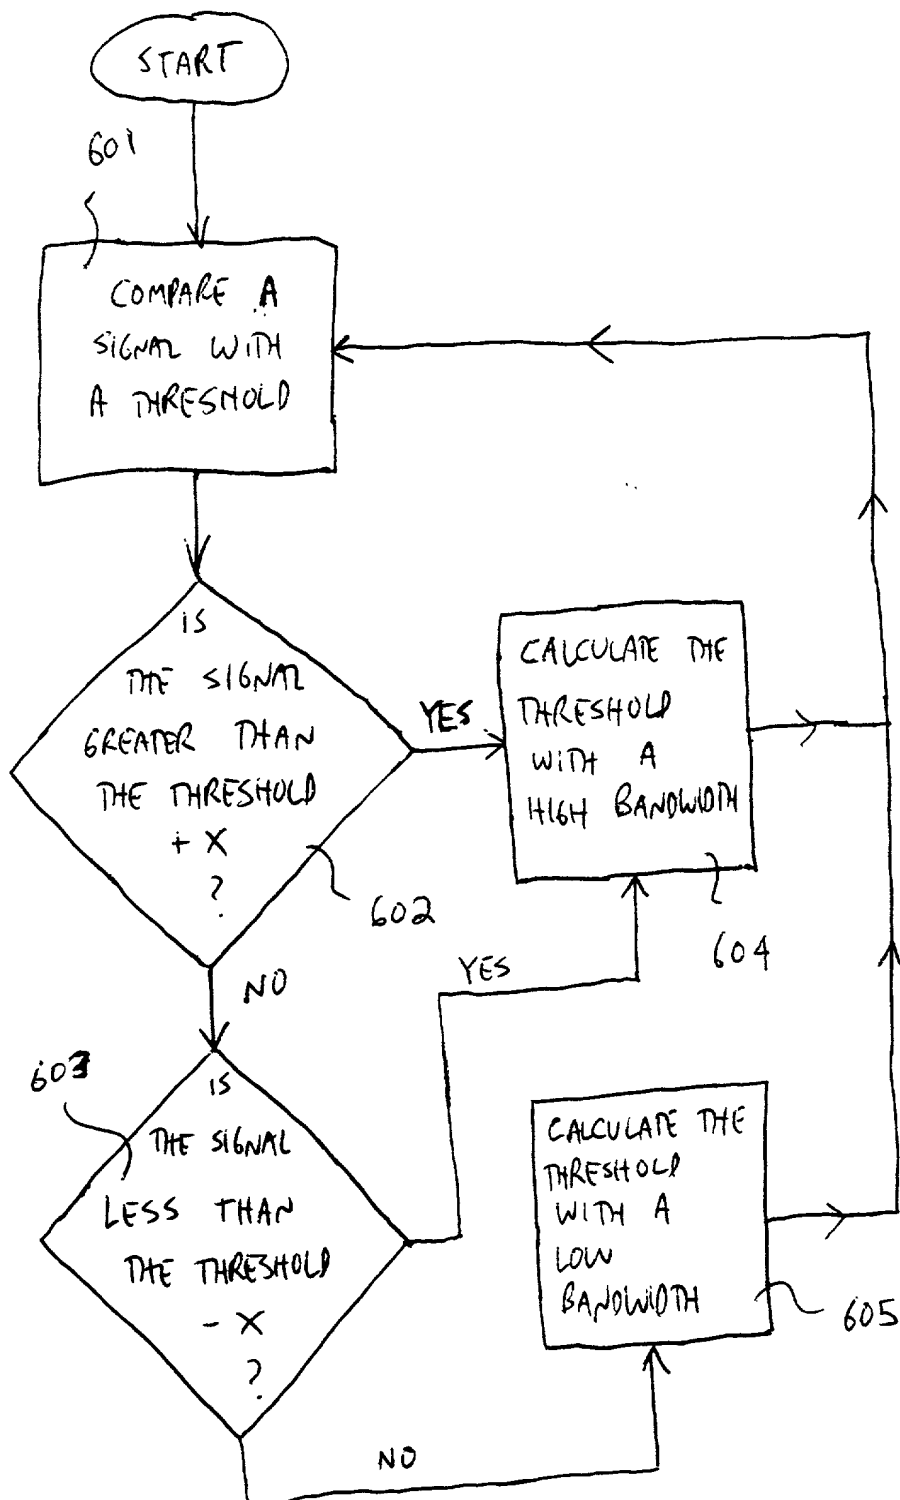 START
601
COMPARE A
SIGNAL WITH
A THRESHOLD
IS
THE SIGNAL
GREATER THAN
THE THRESHOLD
+ X
?
602
YES
CALCULATE THE
THRESHOLD
WITH A
HIGH BANDWIDTH
604
NO
YES
603
IS
THE SIGNAL
LESS THAN
THE THRESHOLD
- X
?
CALCULATE THE
THRESHOLD
WITH A
LOW
BANDWIDTH
605
NO